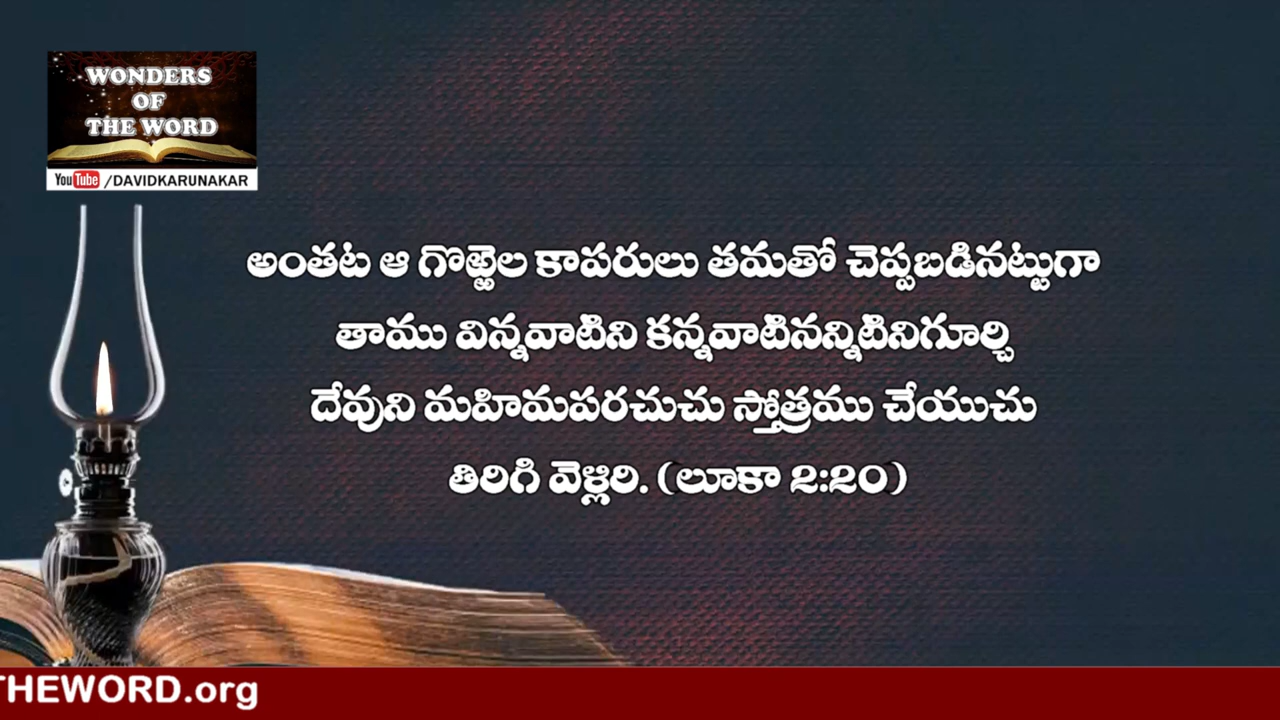 WONDERS
OF
THE WORD
YouTube /DAVIDKARUNAKAR
అంతట ఆ గొఱ్ఱెల కాపరులు తమతో చెప్పబడినట్టుగా
తాము విన్నవాటిని కన్నవాటినన్నిటినిగూర్చి
దేవుని మహిమపరచుచు స్తోత్రము చేయుచు
తిరిగి వెళ్లిరి. (లూకా 2:20)
THEWORD.org